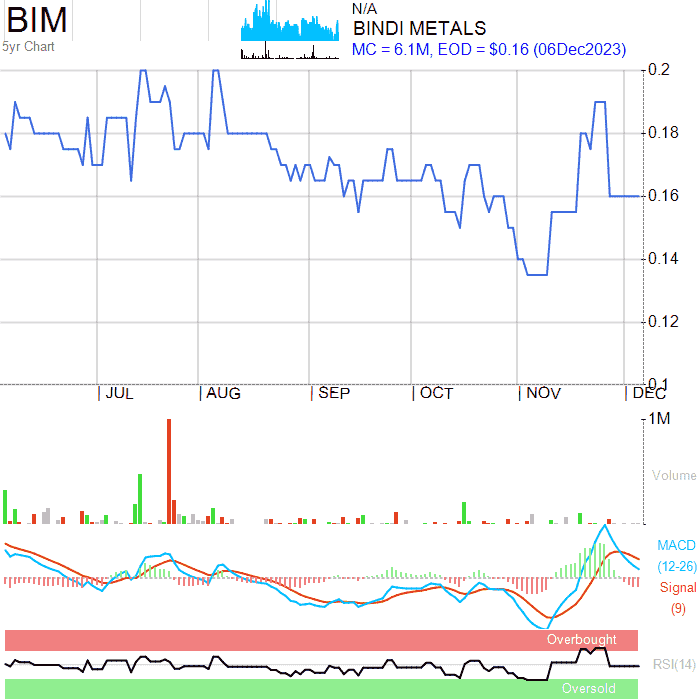 BIM
5yr Chart
N/A
BINDI METALS
MC = 6.1M, EOD = $0.16 (06Dec2023)
0.2
0.18
0.16
0.14
0.12
0.1
JUL AUG SEP OCT NOV DEC
1M
Volume
MACD
(12-26)
Signal
(9)
Overbought
RSI(14)
Oversold